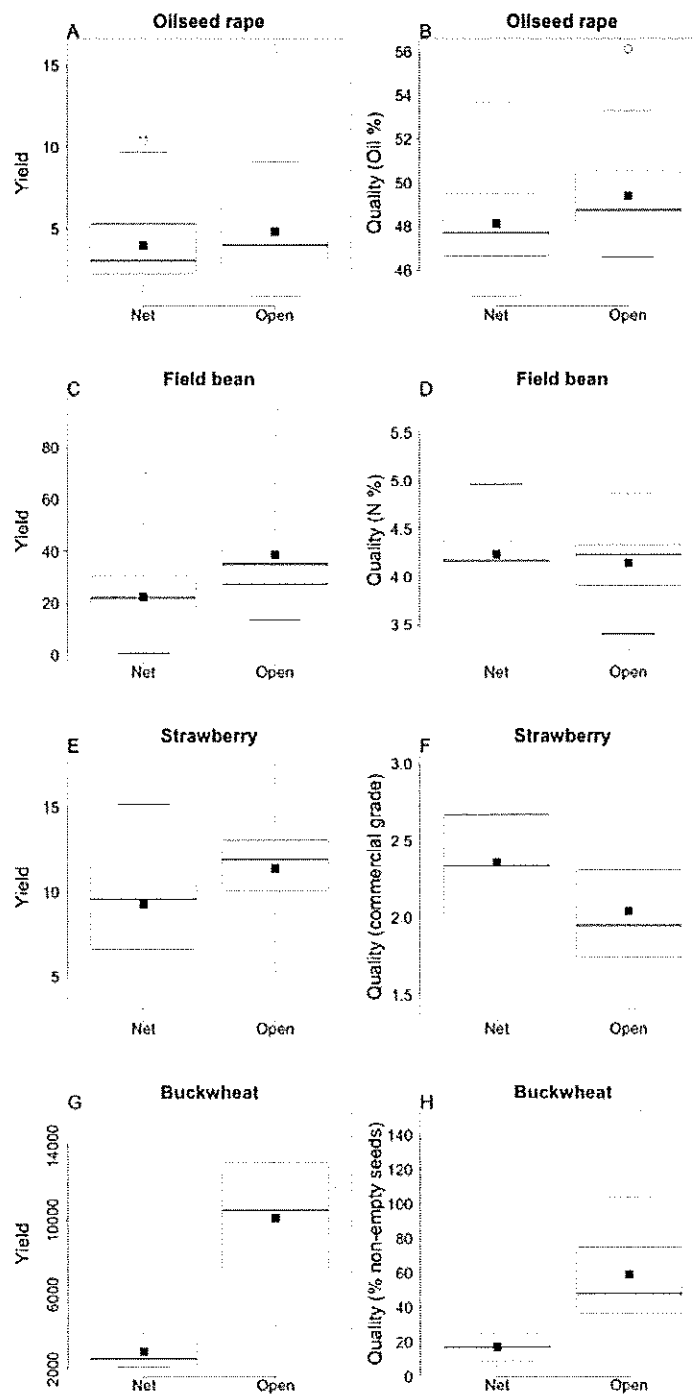 Oilseed rape
A
15
10
5
Yield
Net
Open
Oilseed rape
B
56
54
52
50
48
46
Quality (Oil %)
Net
Open
Field bean
C
80
60
40
20
0
Yield
Net
Open
Field bean
D
5.5
5.0
4.5
4.0
3.5
Quality (N %)
Net
Open
Strawberry
E
15
10
5
Yield
Net
Open
Strawberry
F
3.0
2.5
2.0
1.5
Quality (commercial grade)
Net
Open
Buckwheat
G
14000
10000
6000
2000
Yield
Net
Open
Buckwheat
H
140
100
80
60
40
20
0
Quality (% non-empty seeds)
Net
Open